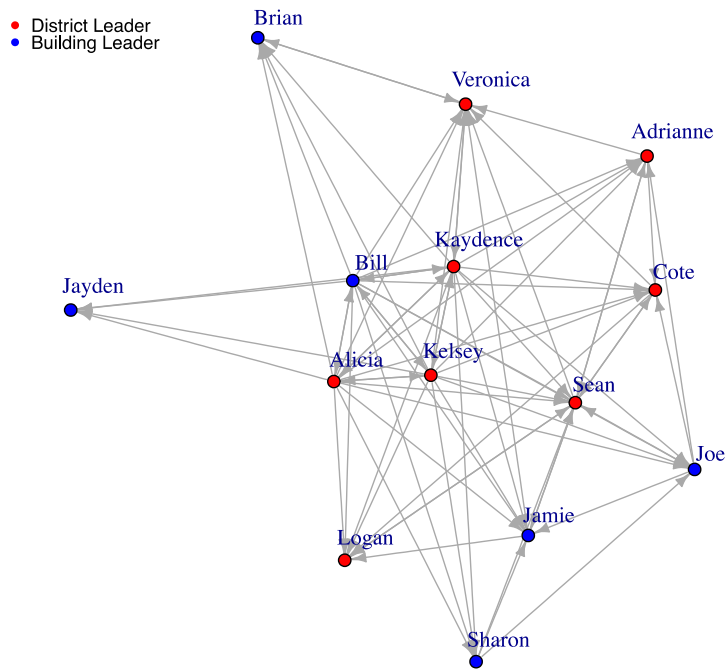 Brian
District Leader
Building Leader
Veronica
Adrianne
Kaydence
Bill
Cote
Jayden
Kelsey
Alicia
Sean
Joe
Jamie
Logan
Sharon